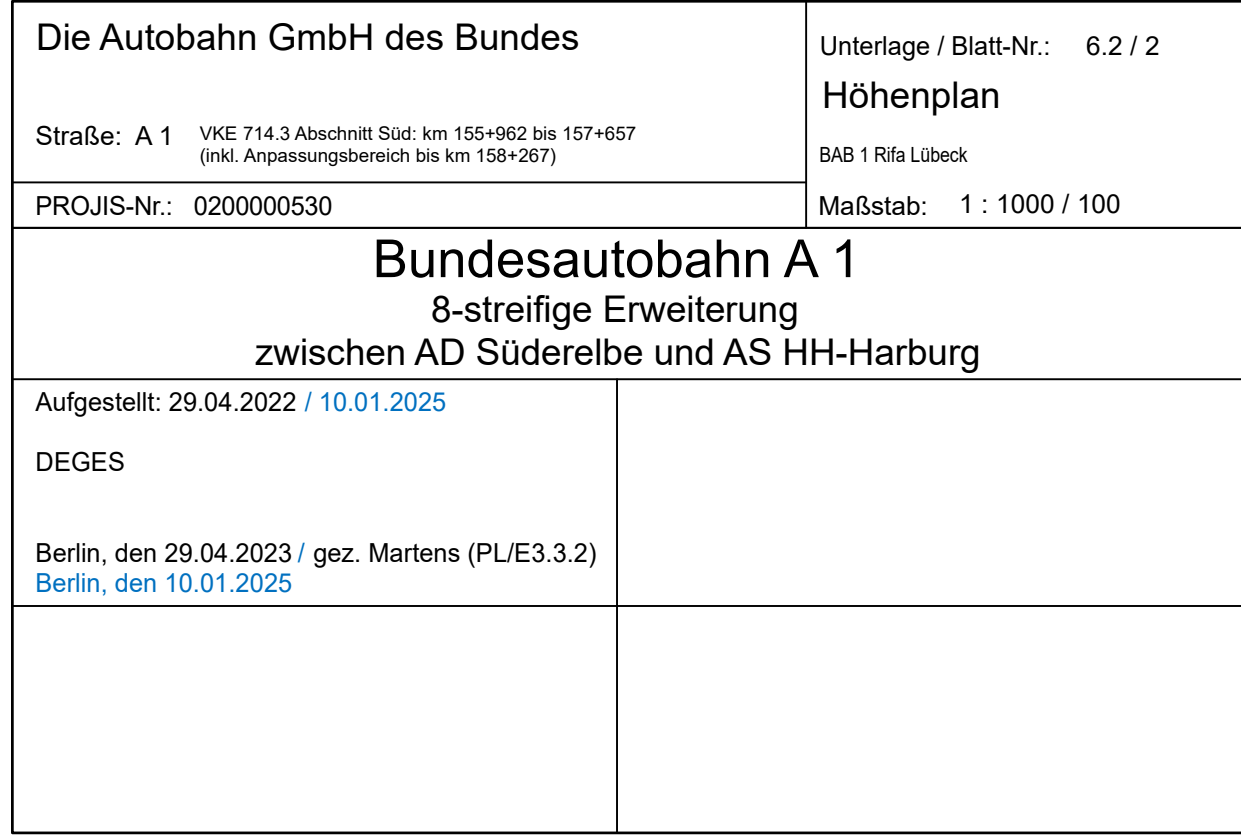 Die Autobahn GmbH des Bundes
Straße: A 1 VKE 714.3 Abschnitt Süd: km 155+962 bis 157+657
(inkl. Anpassungsbereich bis km 158+267)
PROJIS-Nr.: 0200000530
Unterlage / Blatt-Nr.: 6.2 / 2
Höhenplan
BAB 1 Rifa Lübeck
Maßstab: 1 : 1000 / 100
Bundesautobahn A 1
8-streifige Erweiterung
zwischen AD Süderelbe und AS HH-Harburg
Aufgestellt: 29.04.2022 / 10.01.2025
DEGES
Berlin, den 29.04.2023 / gez. Martens (PL/E3.3.2)
Berlin, den 10.01.2025